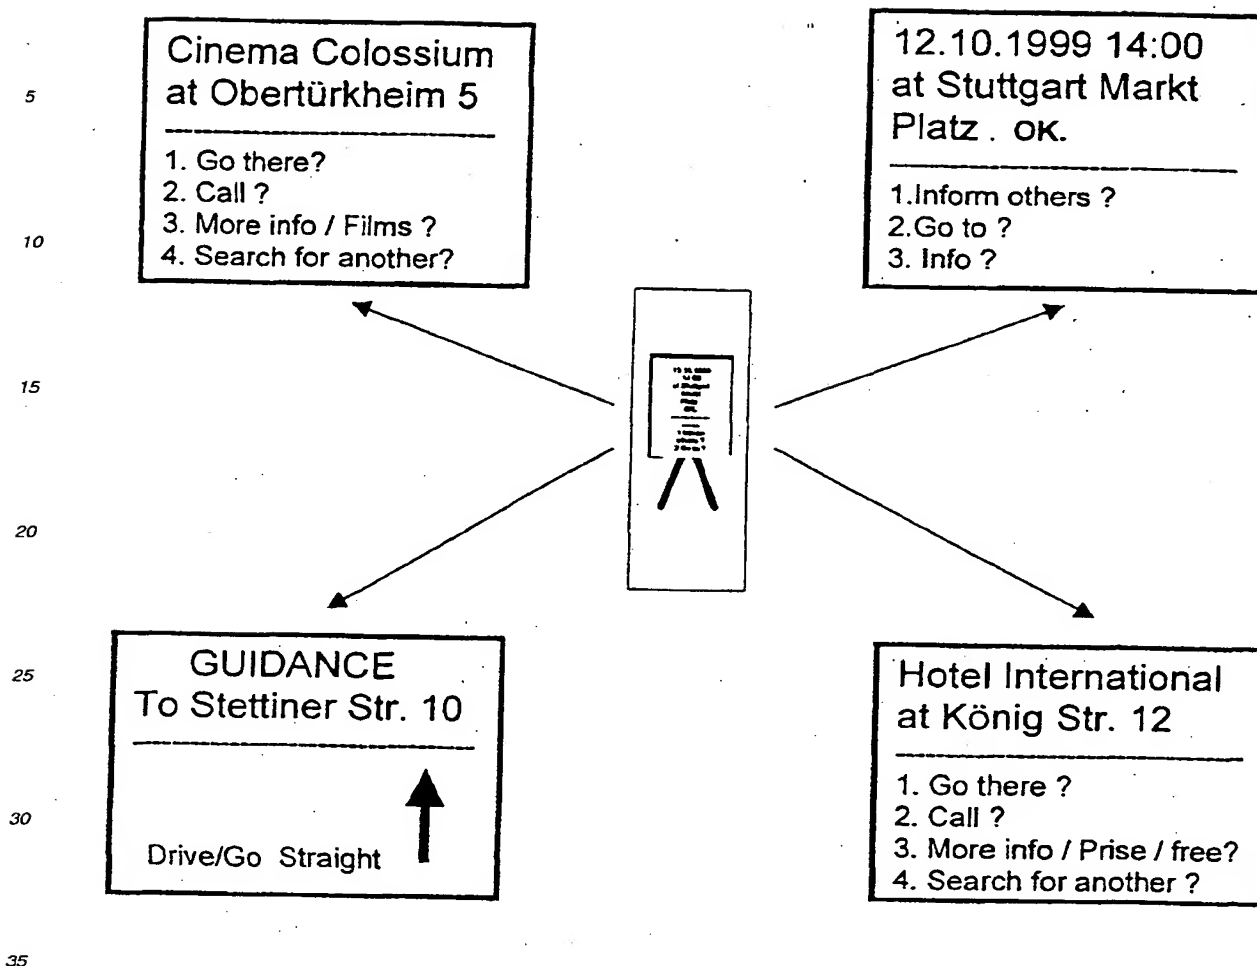 Cinema Colossium
at Obertürkheim 5
1. Go there?
2. Call ?
3. More info / Films ?
4. Search for another?
12.10.1999 14:00
at Stuttgart Markt
Platz . OK.
1.Inform others ?
2.Go to ?
3. Info ?
5
10
15
20
25
30
35
GUIDANCE
To Stettiner Str. 10
Drive/Go Straight
Hotel International
at König Str. 12
1. Go there ?
2. Call ?
3. More info / Prise / free?
4. Search for another ?